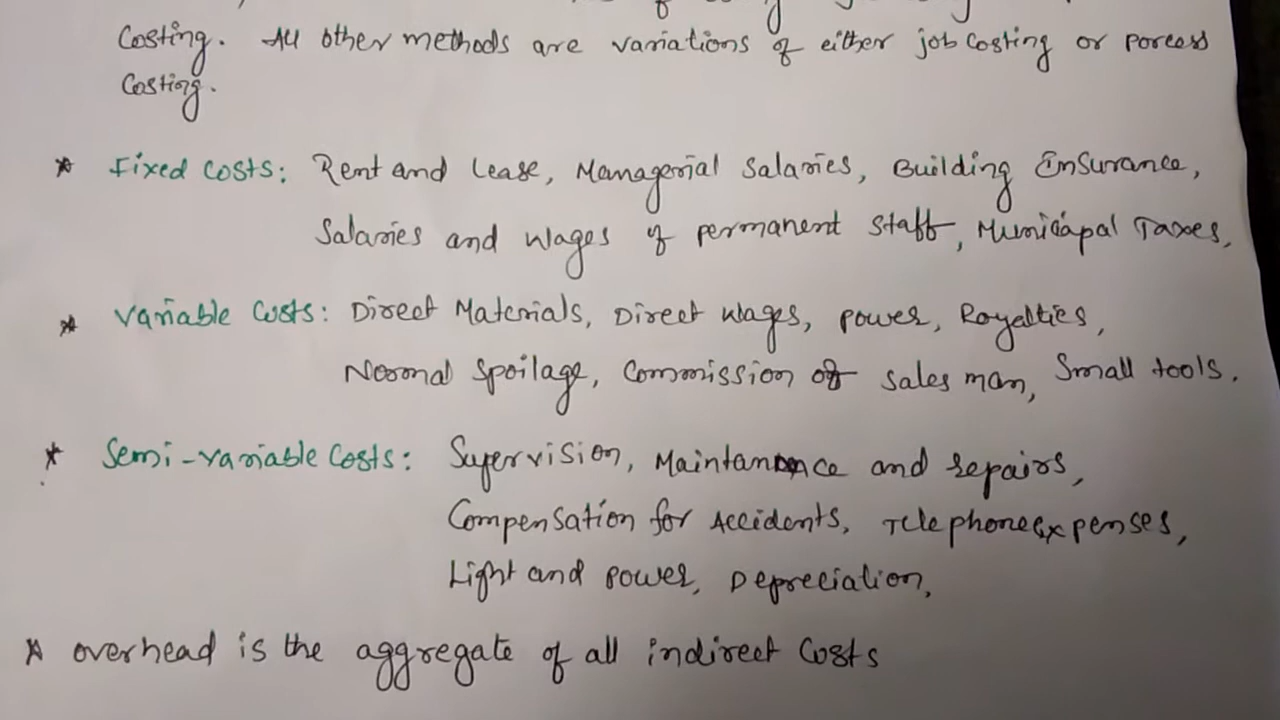 Costing. All other methods are variations of either job costing or porcess
Costing.
* Fixed costs: Rent and Lease, Managerial Salaries, Building Insurance,
Salaries and wages of permanent staff, Municapal Taxes,
* Variable Costs: Direct Materials, Direct wages, power, Royalties,
Normal Spoilage, Commission of sales man, Small tools.
* Semi-variable Costs: Supervision, Maintanance and repairs,
Compensation for Accidents, Telephone expenses,
Light and power, Depreciation,
* overhead is the aggregate of all indirect Costs